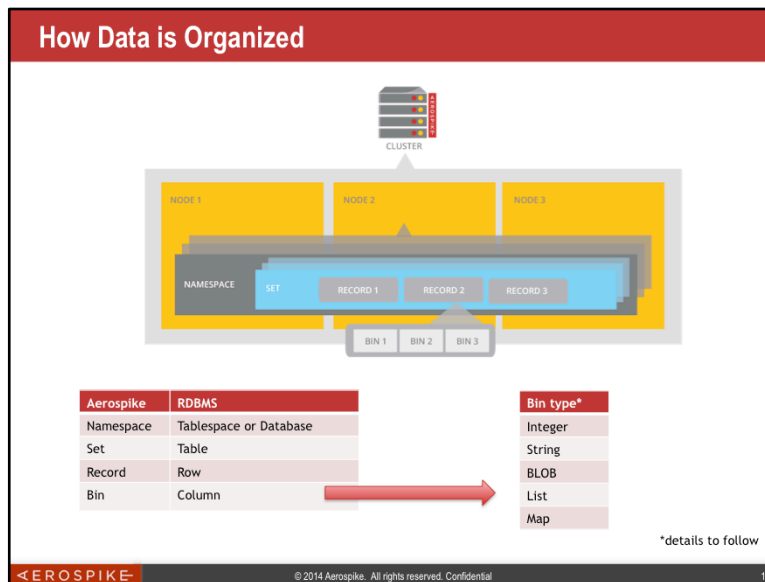 How Data is Organized
AEROSPIKE
CLUSTER
NODE 1 NODE 2 NODE 3
NAMESPACE SET RECORD 1 RECORD 2 RECORD 3
BIN 1 BIN 2 BIN 3
Aerospike RDBMS
Namespace Tablespace or Database
Set Table
Record Row
Bin Column
Bin type*
Integer
String
BLOB
List
Map
*details to follow
AEROSPIKE © 2014 Aerospike. All rights reserved. Confidential 1